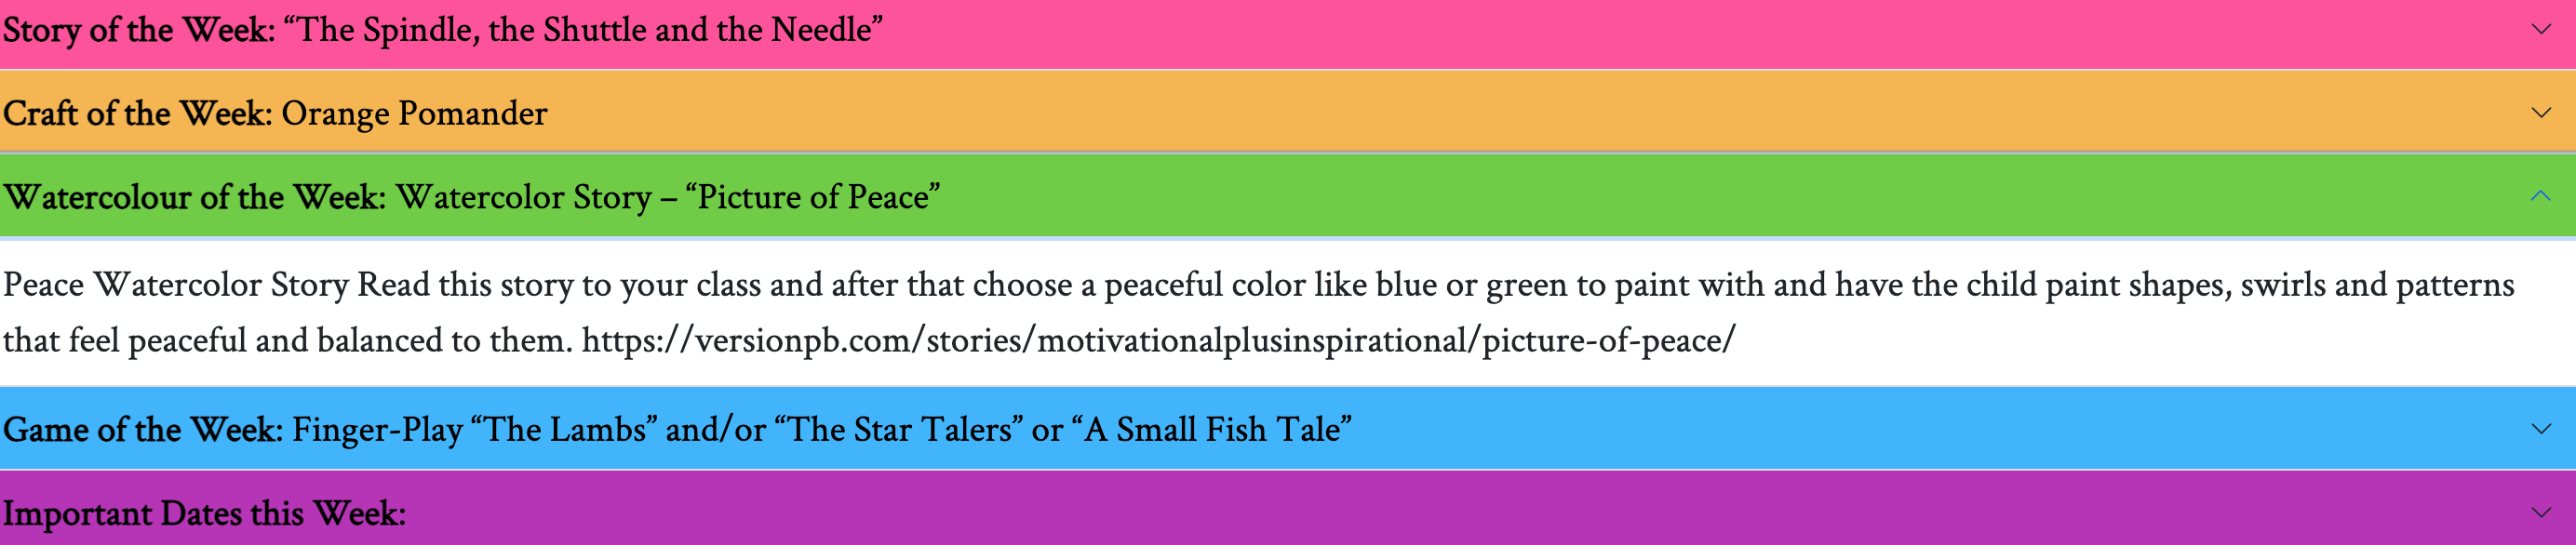 Story of the Week: “The Spindle, the Shuttle and the Needle”
Craft of the Week: Orange Pomander
Watercolour of the Week: Watercolor Story – “Picture of Peace”
Peace Watercolor Story Read this story to your class and after that choose a peaceful color like blue or green to paint with and have the child paint shapes, swirls and patterns
that feel peaceful and balanced to them. https://versionpb.com/stories/motivationalplusinspirational/picture-of-peace/
Game of the Week: Finger-Play “The Lambs” and/or “The Star Talers” or “A Small Fish Tale”
Important Dates this Week: